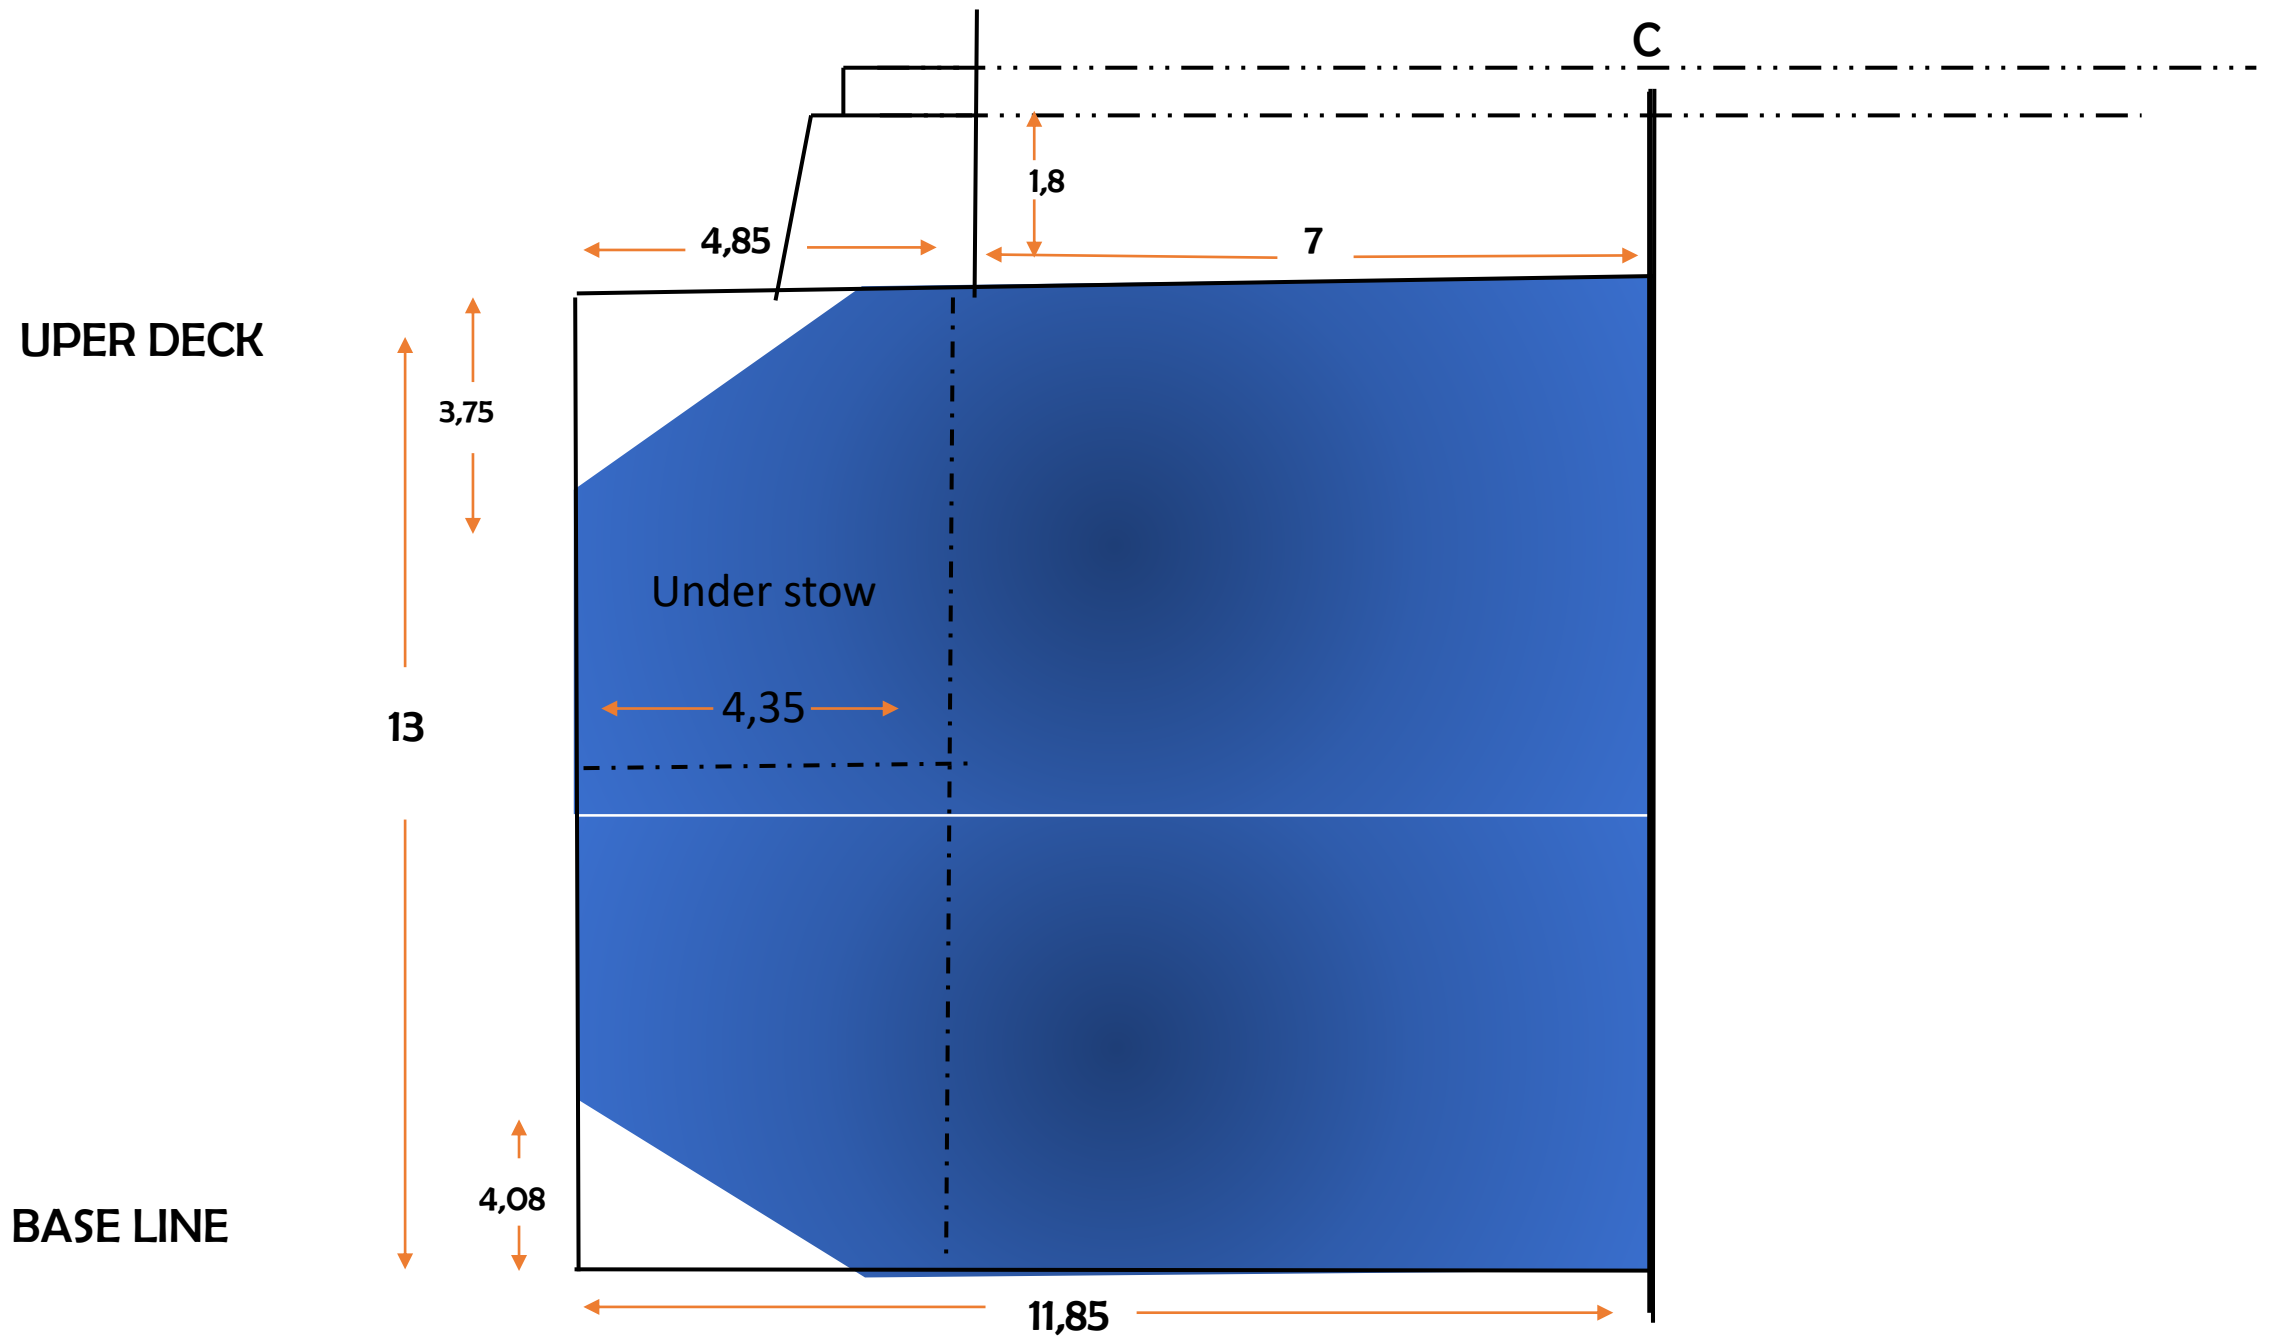 C
1,8
4,85
7
UPER DECK
3,75
Under stow
4,35
13
4,08
BASE LINE
11,85